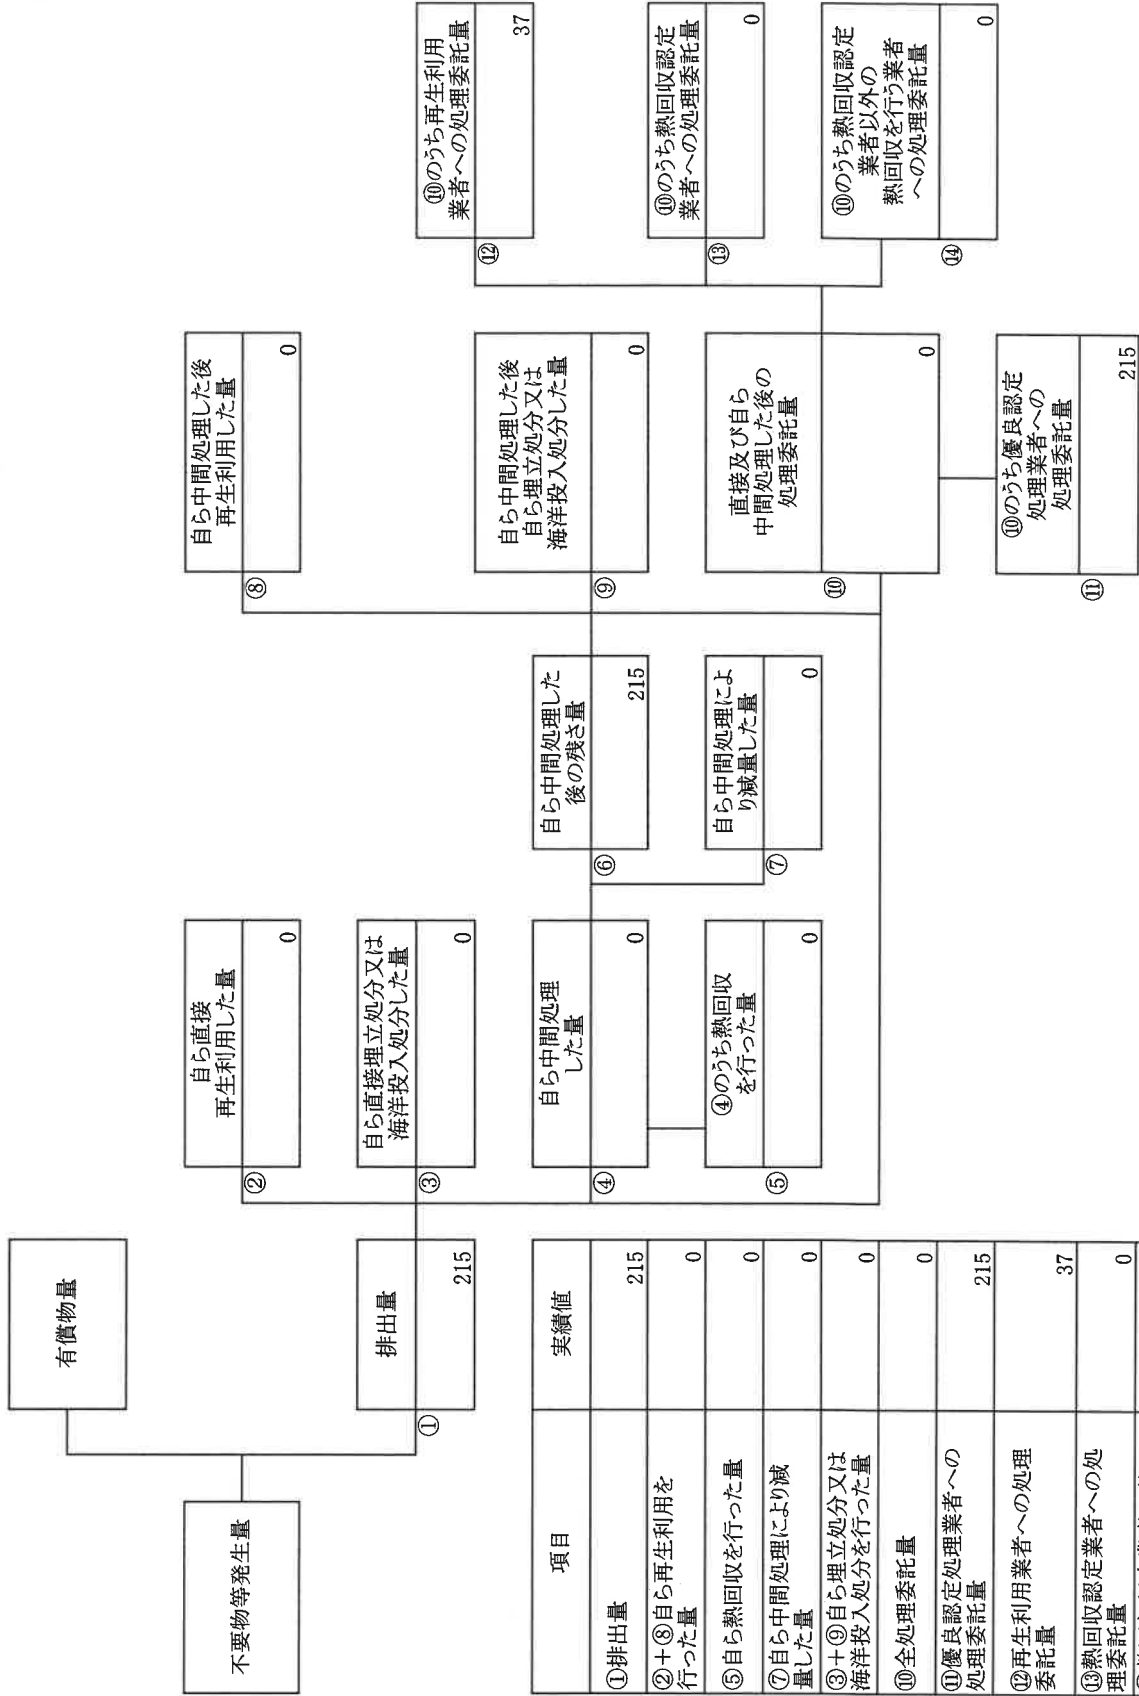 不要物等発生量
有償物量
排出量
①
215
自ら直接
再生利用した量
②
0
自ら直接埋立処分又は
海洋投入処分した量
③
0
自ら中間処理
した量
④
0
④のうち熱回収
を行った量
⑤
0
自ら中間処理した
後の残さ量
⑥
215
自ら中間処理によ
り減量した量
⑦
0
自ら中間処理した後
再生利用した量
⑧
0
自ら中間処理した後
自ら埋立処分又は
海洋投入処分した量
⑨
0
直接及び自ら
中間処理した後の
処理委託量
⑩
0
⑩のうち優良認定
処理業者への
処理委託量
⑪
215
⑩のうち再生利用
業者への処理委託量
⑫
37
⑩のうち熱回収認定
業者への処理委託量
⑬
0
⑩のうち熱回収認定
業者以外の
熱回収を行う業者
への処理委託量
⑭
0
項目 実績値
①排出量 215
②+⑧自ら再生利用を
行った量 0
⑤自ら熱回収を行った量 0
⑦自ら中間処理により減
量した量 0
③+⑨自ら埋立処分又は
海洋投入処分を行った量 0
⑩全処理委託量 0
⑪優良認定処理業者への
処理委託量 215
⑫再生利用業者への処理
委託量 37
⑬熱回収認定業者への処
理委託量 0